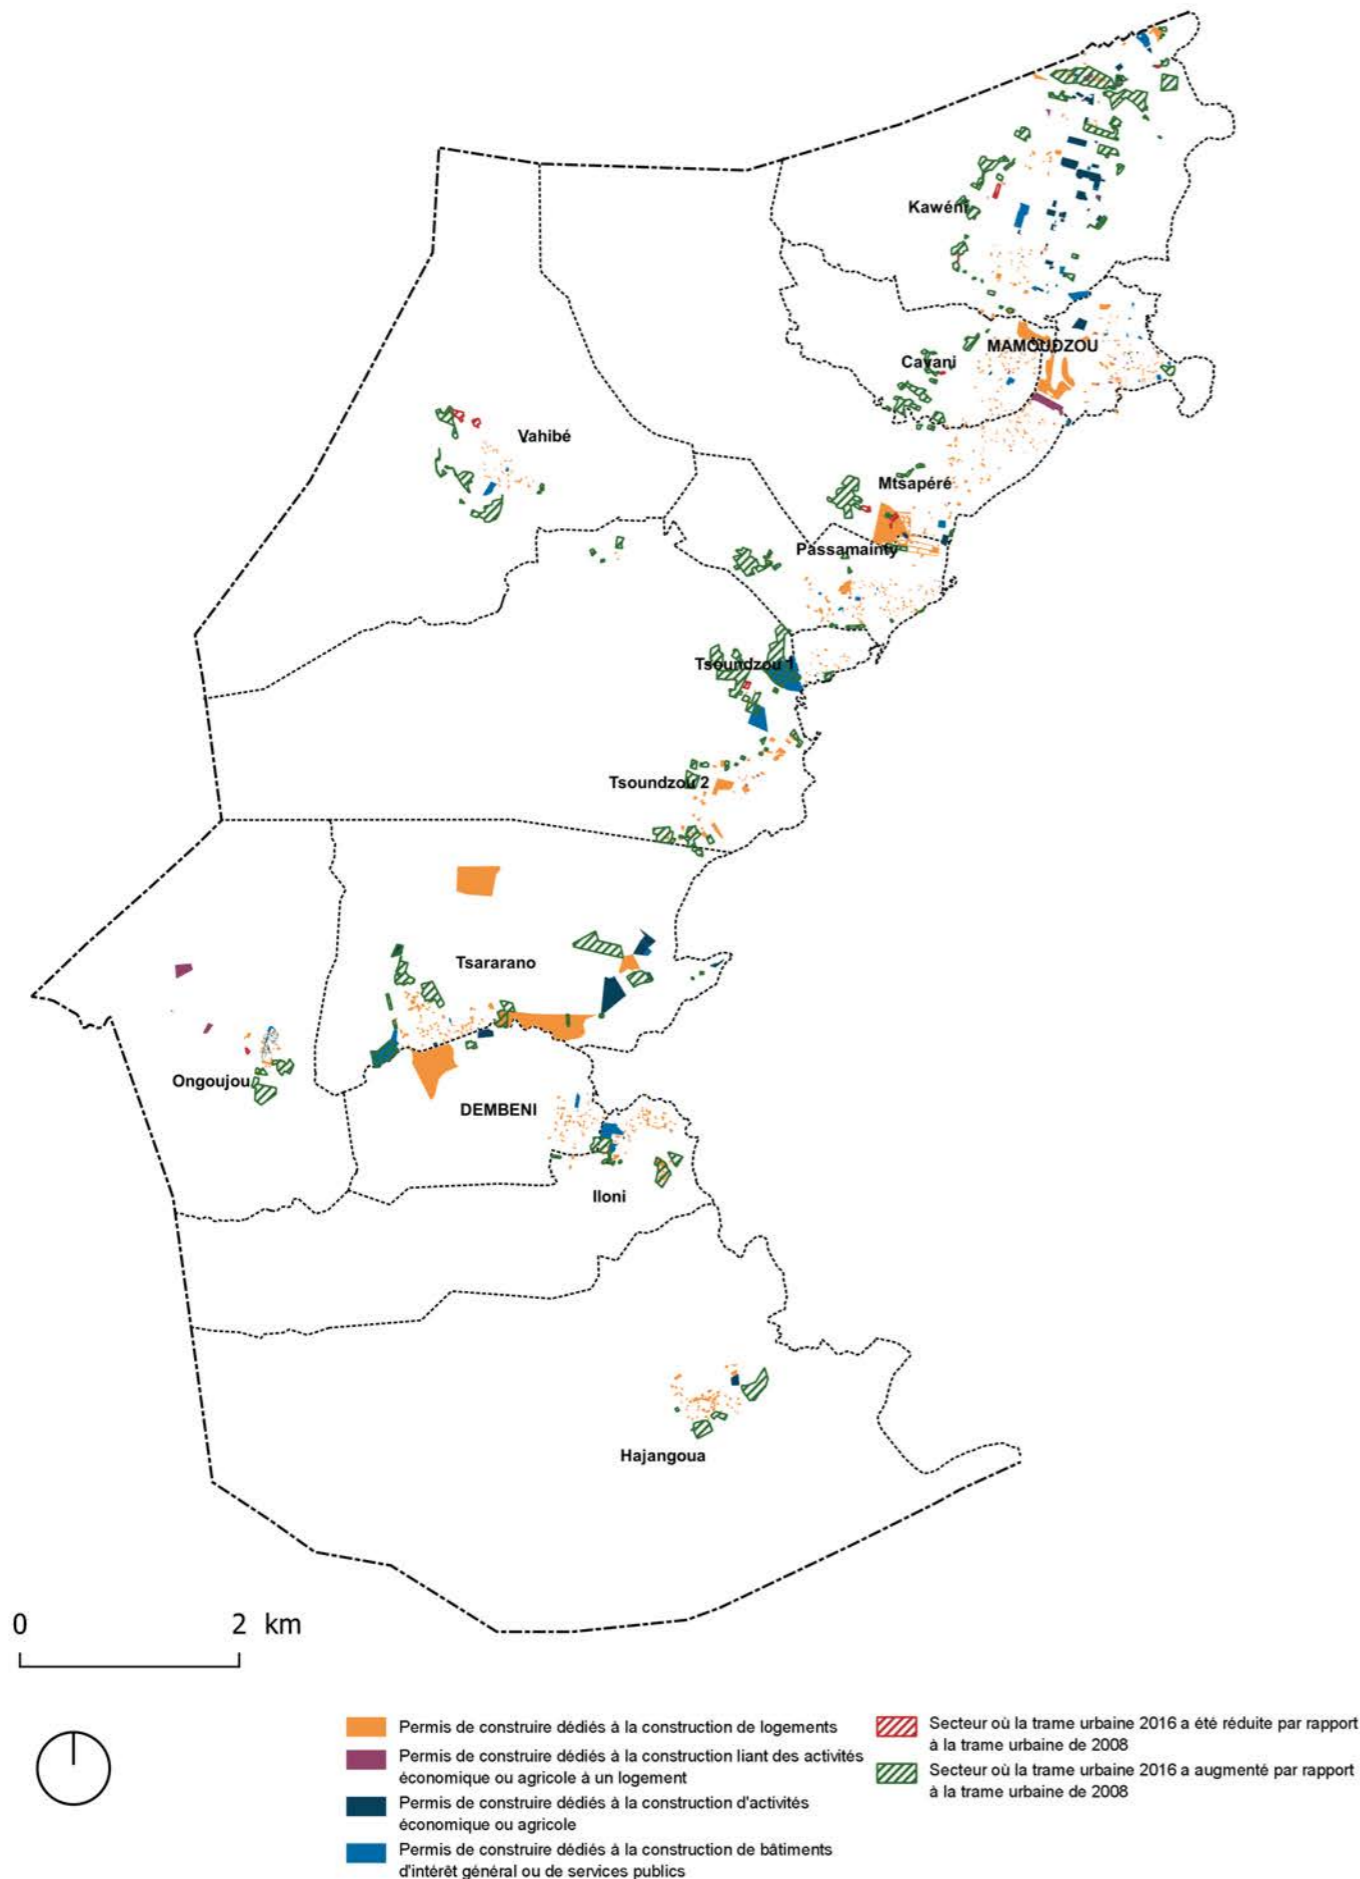 Kawéni
MAMOUDZOU
Cavani
Vahibé
Mtsapéré
Passamainty
Tsoundzou 1
Tsoundzou 2
Tsararano
Ongoujou
DEMBENI
Iloni
Hajangoua
0 2 km
Permis de construire dédiés à la construction de logements
Permis de construire dédiés à la construction liant des activités
économique ou agricole à un logement
Permis de construire dédiés à la construction d'activités
économique ou agricole
Permis de construire dédiés à la construction de bâtiments
d'intérêt général ou de services publics
Secteur où la trame urbaine 2016 a été réduite par rapport
à la trame urbaine de 2008
Secteur où la trame urbaine 2016 a augmenté par rapport
à la trame urbaine de 2008